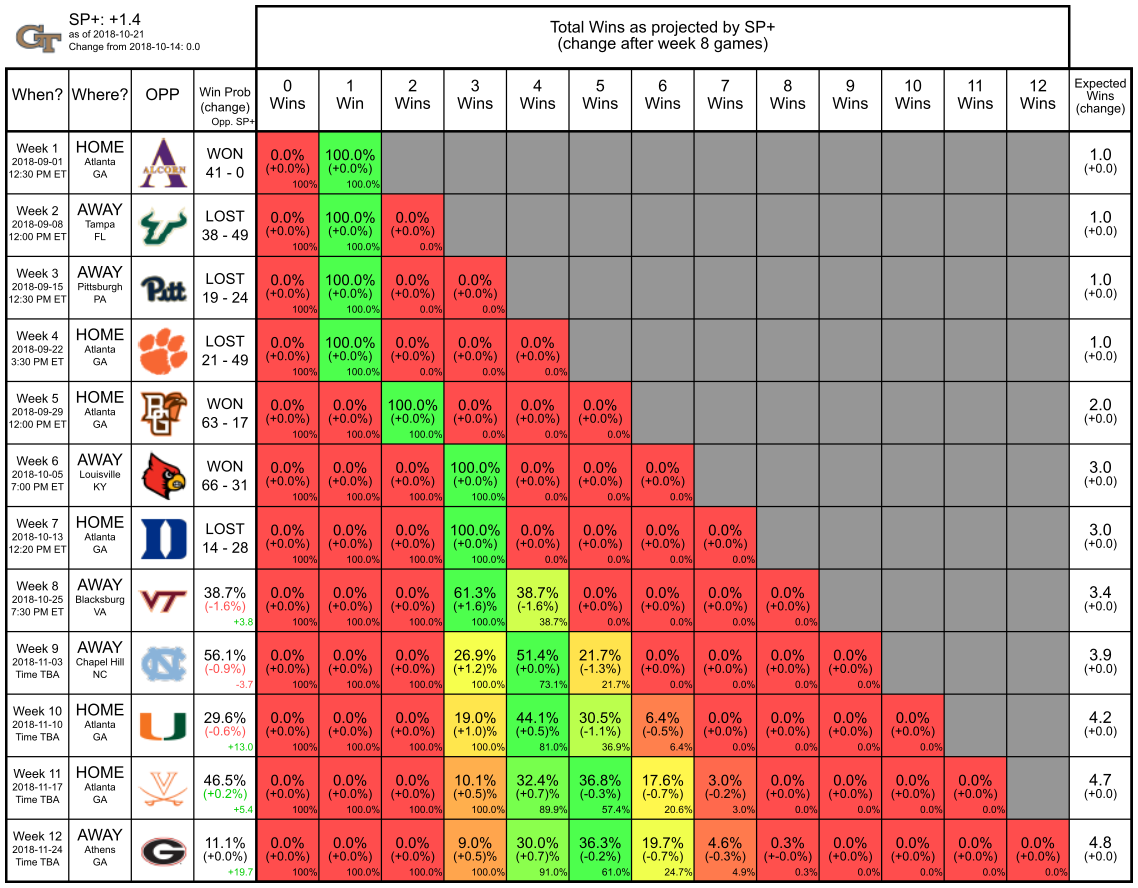 GT
SP+: +1.4
as of 2018-10-21
Change from 2018-10-14: 0.0
Total Wins as projected by SP+
(change after week 8 games)
When? Where? OPP Win Prob (change) Opp. SP+ 0 Wins 1 Win 2 Wins 3 Wins 4 Wins 5 Wins 6 Wins 7 Wins 8 Wins 9 Wins 10 Wins 11 Wins 12 Wins Expected Wins (change)
Week 1 HOME ALCORN WON 0.0% 100.0% 1.0
2018-09-01 Atlanta 41 - 0 (+0.0%) (+0.0%) (+0.0)
12:30 PM ET GA 100% 100.0%
Week 2 AWAY LOST 0.0% 100.0% 0.0% 1.0
2018-09-08 Tampa 38 - 49 (+0.0%) (+0.0%) (+0.0%) (+0.0)
12:00 PM ET FL 100% 100.0% 0.0%
Week 3 AWAY Pitt LOST 0.0% 100.0% 0.0% 0.0% 1.0
2018-09-15 Pittsburgh 19 - 24 (+0.0%) (+0.0%) (+0.0%) (+0.0%) (+0.0)
12:30 PM ET PA 100% 100.0% 0.0% 0.0%
Week 4 HOME LOST 0.0% 100.0% 0.0% 0.0% 0.0% 1.0
2018-09-22 Atlanta 21 - 49 (+0.0%) (+0.0%) (+0.0%) (+0.0%) (+0.0%) (+0.0)
3:30 PM ET GA 100% 100.0% 0.0% 0.0% 0.0%
Week 5 HOME BG WON 0.0% 0.0% 100.0% 0.0% 0.0% 0.0% 2.0
2018-09-29 Atlanta 63 - 17 (+0.0%) (+0.0%) (+0.0%) (+0.0%) (+0.0%) (+0.0%) (+0.0)
12:00 PM ET GA 100% 100.0% 100.0% 0.0% 0.0% 0.0%
Week 6 AWAY WON 0.0% 0.0% 0.0% 100.0% 0.0% 0.0% 0.0% 3.0
2018-10-05 Louisville 66 - 31 (+0.0%) (+0.0%) (+0.0%) (+0.0%) (+0.0%) (+0.0%) (+0.0%) (+0.0)
7:00 PM ET KY 100% 100.0% 100.0% 100.0% 0.0% 0.0% 0.0%
Week 7 HOME D LOST 0.0% 0.0% 0.0% 100.0% 0.0% 0.0% 0.0% 0.0% 3.0
2018-10-13 Atlanta 14 - 28 (+0.0%) (+0.0%) (+0.0%) (+0.0%) (+0.0%) (+0.0%) (+0.0%) (+0.0%) (+0.0)
12:20 PM ET GA 100% 100.0% 100.0% 100.0% 0.0% 0.0% 0.0% 0.0%
Week 8 AWAY VT 38.7% 0.0% 0.0% 0.0% 61.3% 38.7% 0.0% 0.0% 0.0% 0.0% 3.4
2018-10-25 Blacksburg (-1.6%) (+0.0%) (+0.0%) (+0.0%) (+1.6)% (-1.6%) (+0.0%) (+0.0%) (+0.0%) (+0.0%) (+0.0)
7:30 PM ET VA +3.8 100% 100.0% 100.0% 100.0% 38.7% 0.0% 0.0% 0.0% 0.0%
Week 9 AWAY NC 56.1% 0.0% 0.0% 0.0% 26.9% 51.4% 21.7% 0.0% 0.0% 0.0% 0.0% 3.9
2018-11-03 Chapel Hill (-0.9%) (+0.0%) (+0.0%) (+0.0%) (+1.2)% (+0.0%) (-1.3%) (+0.0%) (+0.0%) (+0.0%) (+0.0%) (+0.0)
Time TBA NC -3.7 100% 100.0% 100.0% 100.0% 73.1% 21.7% 0.0% 0.0% 0.0% 0.0%
Week 10 HOME U 29.6% 0.0% 0.0% 0.0% 19.0% 44.1% 30.5% 6.4% 0.0% 0.0% 0.0% 0.0% 4.2
2018-11-10 Atlanta (-0.6%) (+0.0%) (+0.0%) (+0.0%) (+1.0)% (+0.5)% (-1.1%) (-0.5%) (+0.0%) (+0.0%) (+0.0%) (+0.0%) (+0.0)
Time TBA GA +13.0 100% 100.0% 100.0% 100.0% 81.0% 36.9% 6.4% 0.0% 0.0% 0.0% 0.0%
Week 11 HOME V 46.5% 0.0% 0.0% 0.0% 10.1% 32.4% 36.8% 17.6% 3.0% 0.0% 0.0% 0.0% 0.0% 4.7
2018-11-17 Atlanta (+0.2%) (+0.0%) (+0.0%) (+0.0%) (+0.5)% (+0.7)% (-0.3%) (-0.7%) (-0.2%) (+0.0%) (+0.0%) (+0.0%) (+0.0%) (+0.0)
Time TBA GA +5.4 100% 100.0% 100.0% 100.0% 89.9% 57.4% 20.6% 3.0% 0.0% 0.0% 0.0% 0.0%
Week 12 AWAY G 11.1% 0.0% 0.0% 0.0% 9.0% 30.0% 36.3% 19.7% 4.6% 0.3% 0.0% 0.0% 0.0% 0.0% 4.8
2018-11-24 Athens (+0.0%) (+0.0%) (+0.0%) (+0.0%) (+0.5)% (+0.7)% (-0.2%) (-0.7%) (-0.3%) (+-0.0%) (+0.0%) (+0.0%) (+0.0%) (+0.0%) (+0.0)
Time TBA GA +19.7 100% 100.0% 100.0% 100.0% 91.0% 61.0% 24.7% 4.9% 0.3% 0.0% 0.0% 0.0% 0.0%